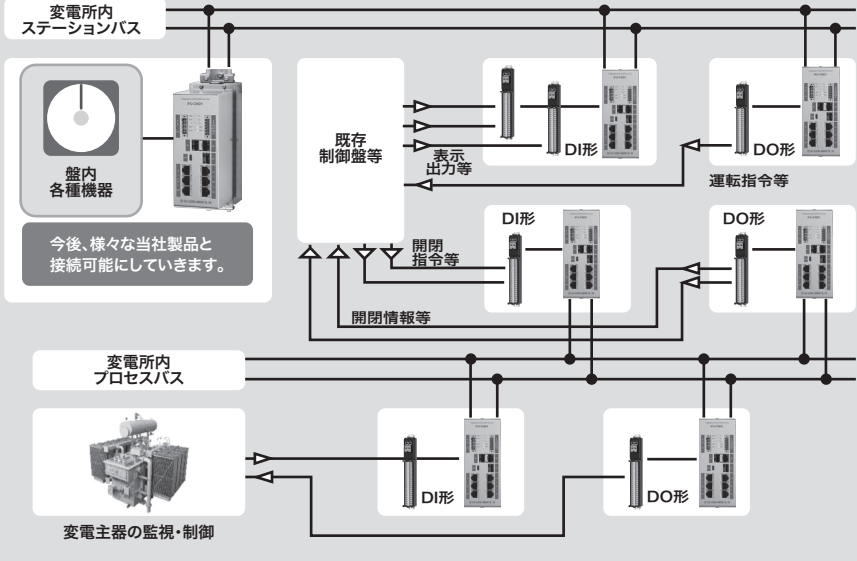 変電所内
ステーションバス
盤内
各種機器
今後、様々な当社製品と
接続可能にしていきます。
既存
制御盤等
表示
出力等
DI形
DO形
運転指令等
DI形
DO形
開閉
指令等
開閉情報等
変電所内
プロセスバス
DI形
DO形
変電主器の監視・制御